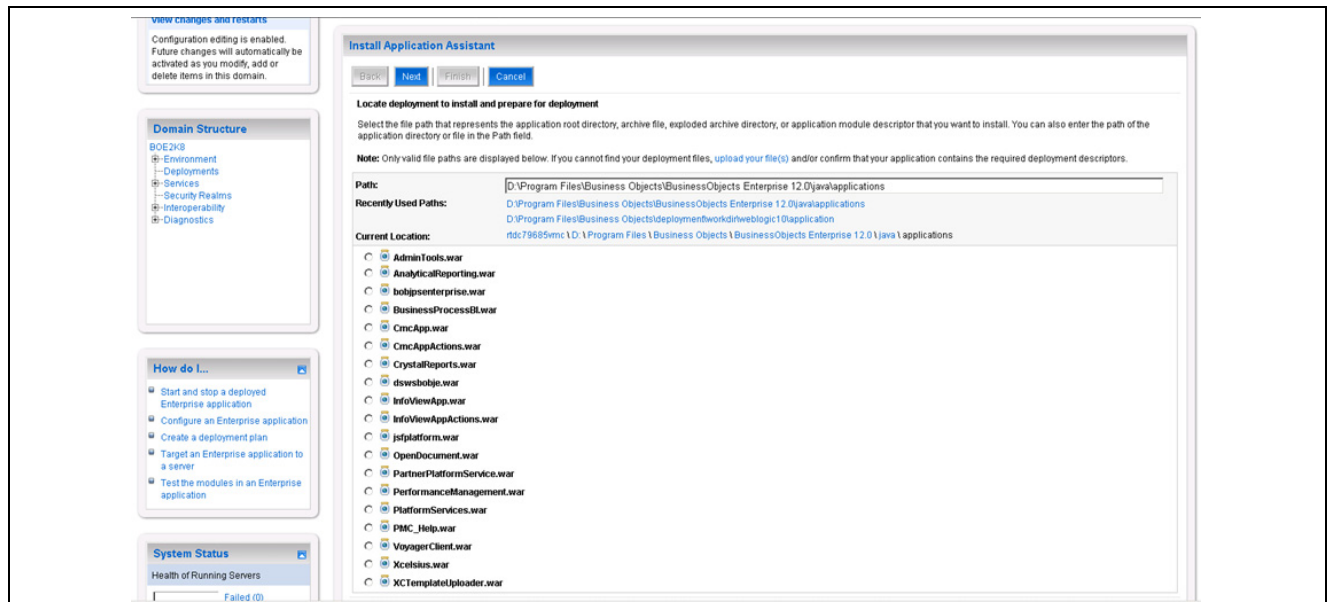 View changes and restarts
Configuration editing is enabled.
Future changes will automatically be
activated as you modify, add or
delete items in this domain.
Domain Structure
BOE2K8
Environment
Deployments
Services
Security Realms
Interoperability
Diagnostics
How do I...
Start and stop a deployed
Enterprise application
Configure an Enterprise application
Create a deployment plan
Target an Enterprise application to
a server
Test the modules in an Enterprise
application
System Status
Health of Running Servers
Failed (0)
Install Application Assistant
Back Next Finish Cancel
Locate deployment to install and prepare for deployment
Select the file path that represents the application root directory, archive file, exploded archive directory, or application module descriptor that you want to install. You can also enter the path of the
application directory or file in the Path field.
Note: Only valid file paths are displayed below. If you cannot find your deployment files, upload your file(s) and/or confirm that your application contains the required deployment descriptors.
Path: D:\Program Files\Business Objects\BusinessObjects Enterprise 12.0\java\applications
Recently Used Paths: D:\Program Files\Business Objects\BusinessObjects Enterprise 12.0\java\applications
D:\Program Files\Business Objects\deployment\workdir\weblogic10\application
Current Location: rtdc79685vmc \ D: \ Program Files \ Business Objects \ BusinessObjects Enterprise 12.0 \ java \ applications
AdminTools.war
AnalyticalReporting.war
bobjpsenterprise.war
BusinessProcessBI.war
CmcApp.war
CmcAppActions.war
CrystalReports.war
dswsbobje.war
InfoViewApp.war
InfoViewAppActions.war
jsfplatform.war
OpenDocument.war
PartnerPlatformService.war
PerformanceManagement.war
PlatformServices.war
PMC_Help.war
VoyagerClient.war
Xcelsius.war
XCTemplateUploader.war